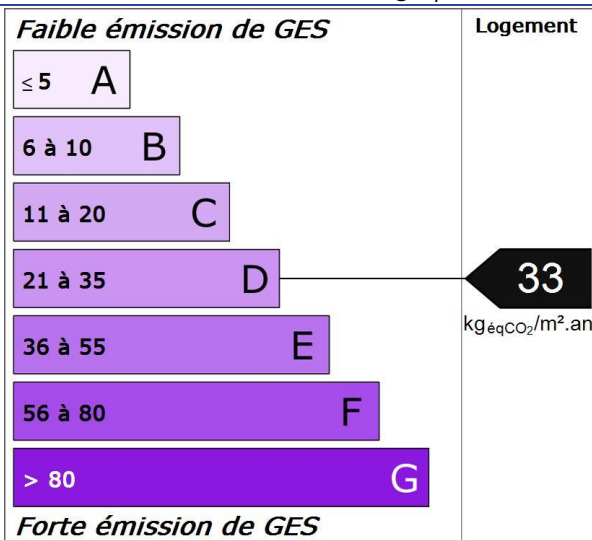 Faible émission de GES
Logement
≤ 5 A
6 à 10 B
11 à 20 C
21 à 35 D
33
kgéqCO₂/m².an
36 à 55 E
56 à 80 F
> 80 G
Forte émission de GES